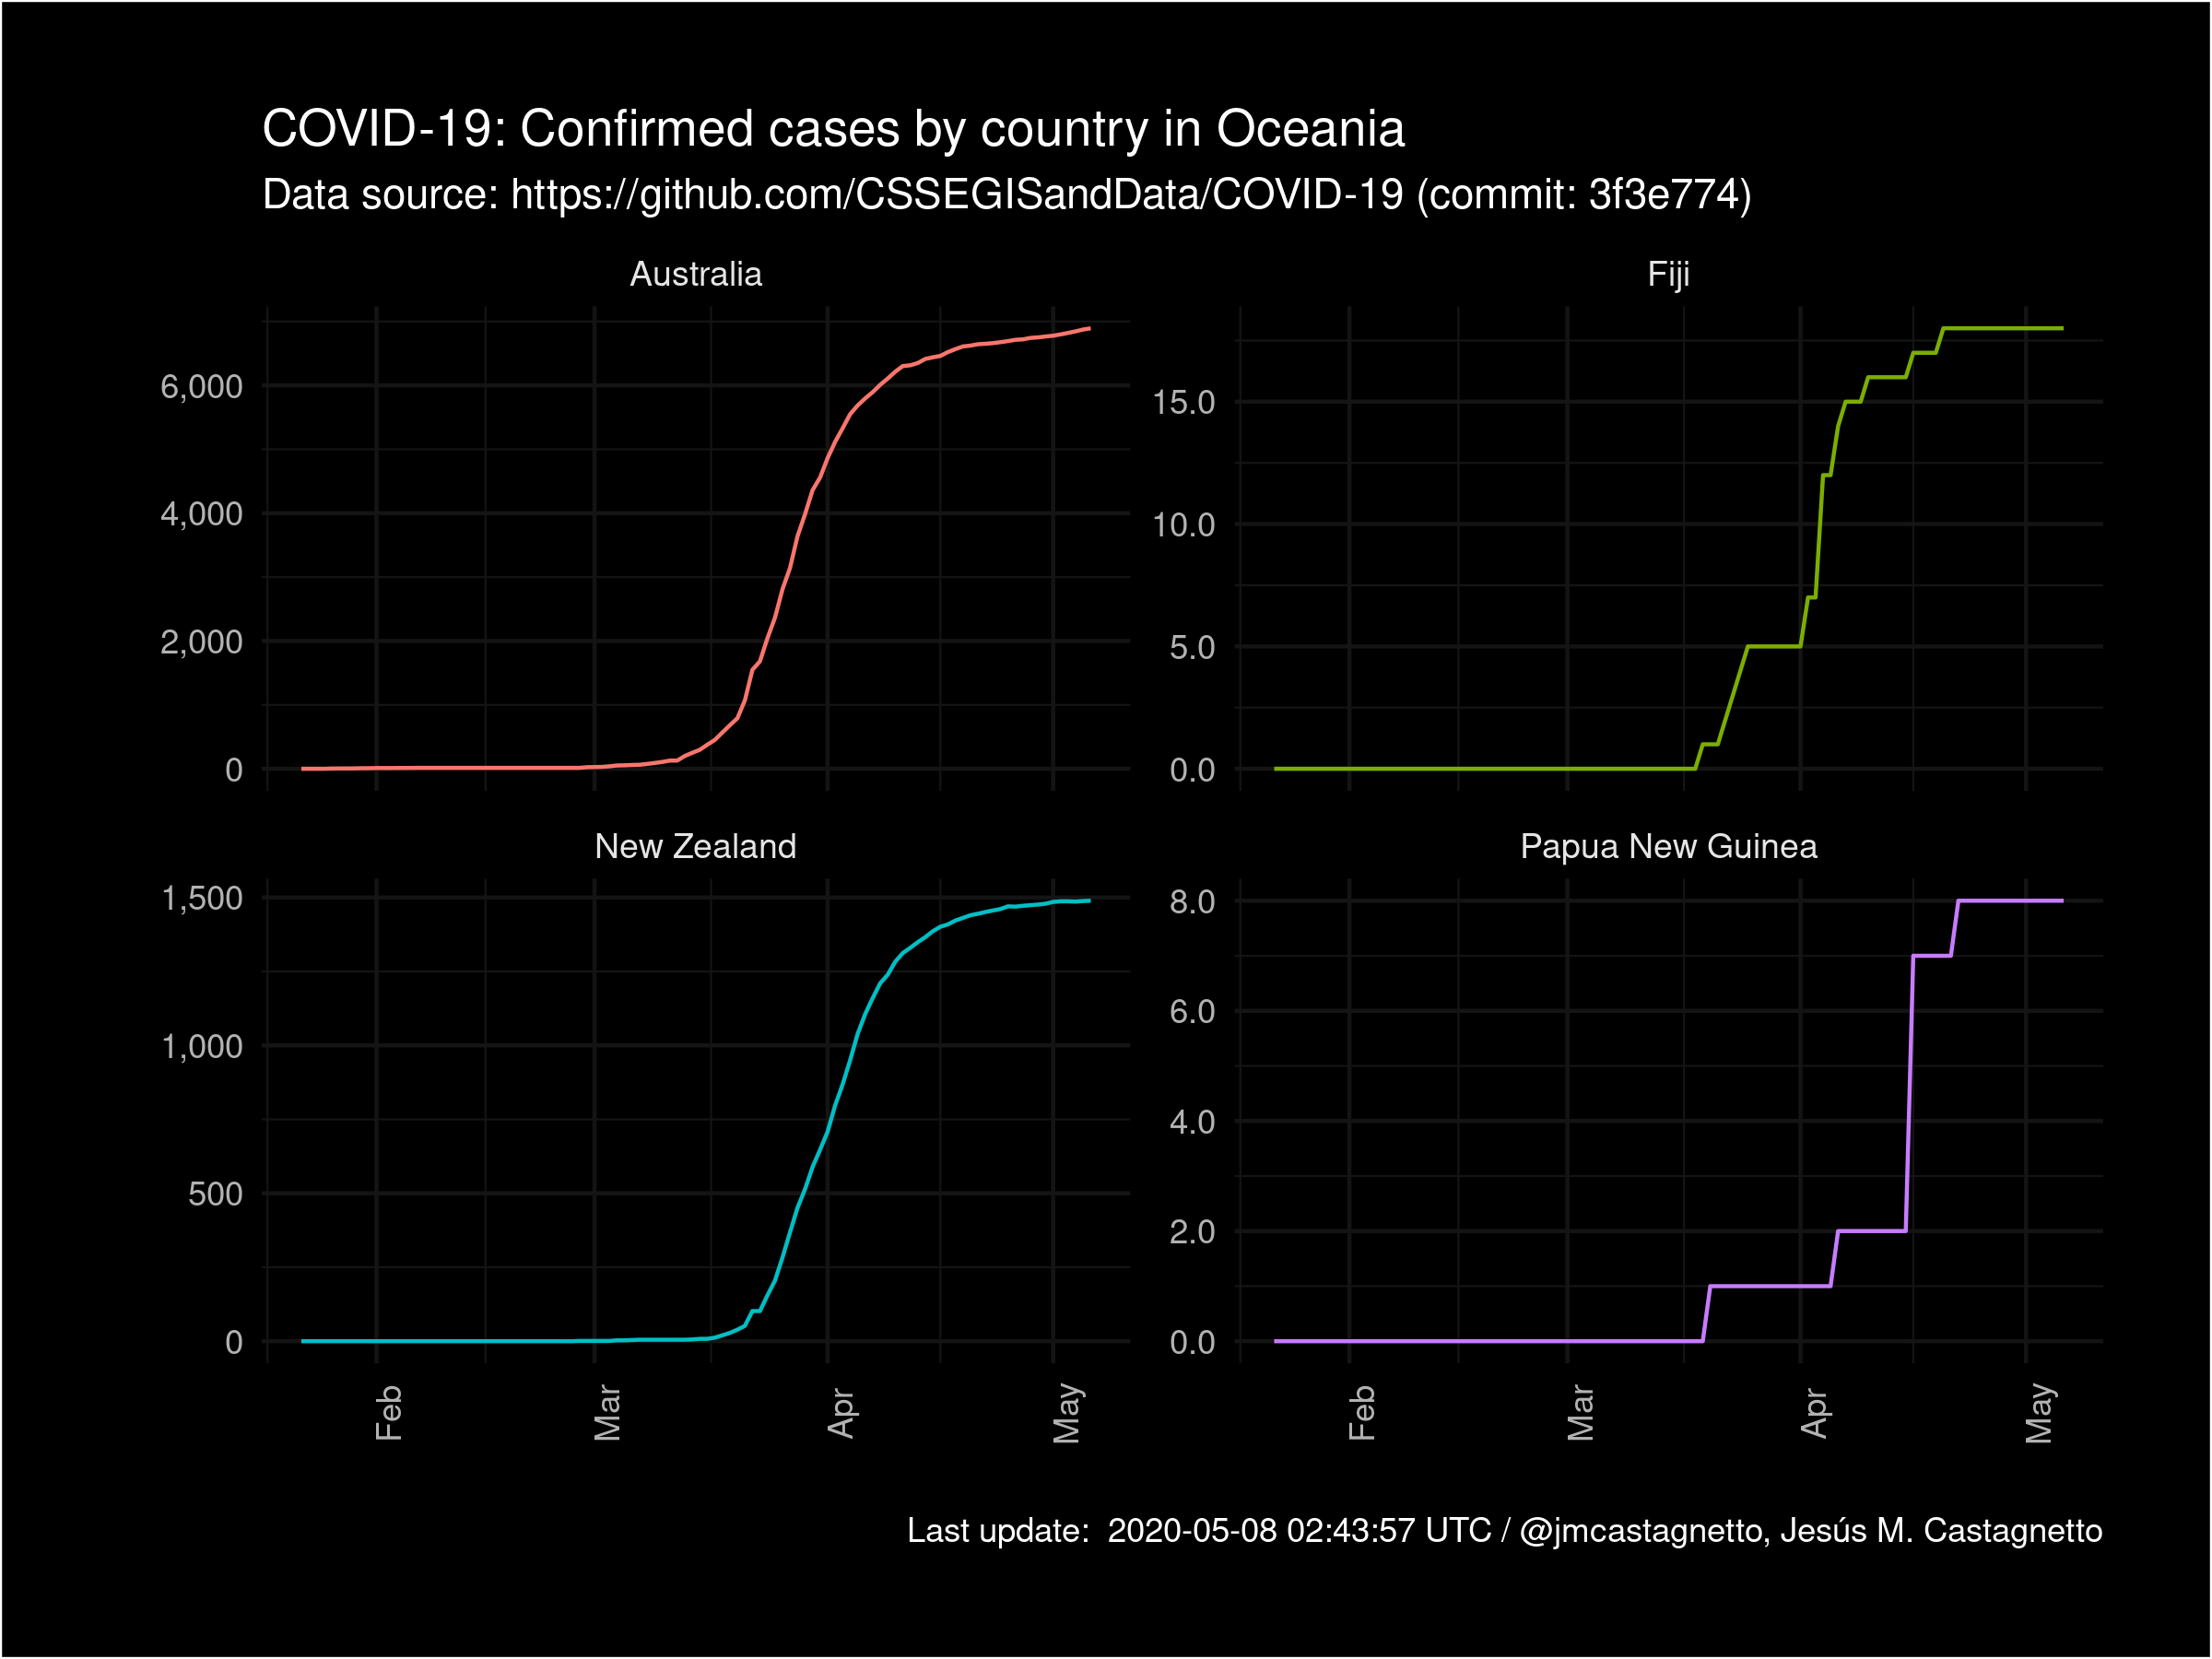 COVID-19: Confirmed cases by country in Oceania
Data source: https://github.com/CSSEGISandData/COVID-19 (commit: 3f3e774)
Australia
6,000
4,000
2,000
0
Fiji
15.0
10.0
5.0
0.0
New Zealand
1,500
1,000
500
0
Feb
Mar
Apr
May
Papua New Guinea
8.0
6.0
4.0
2.0
0.0
Feb
Mar
Apr
May
Last update:  2020-05-08 02:43:57 UTC / @jmcastagnetto, Jesús M. Castagnetto